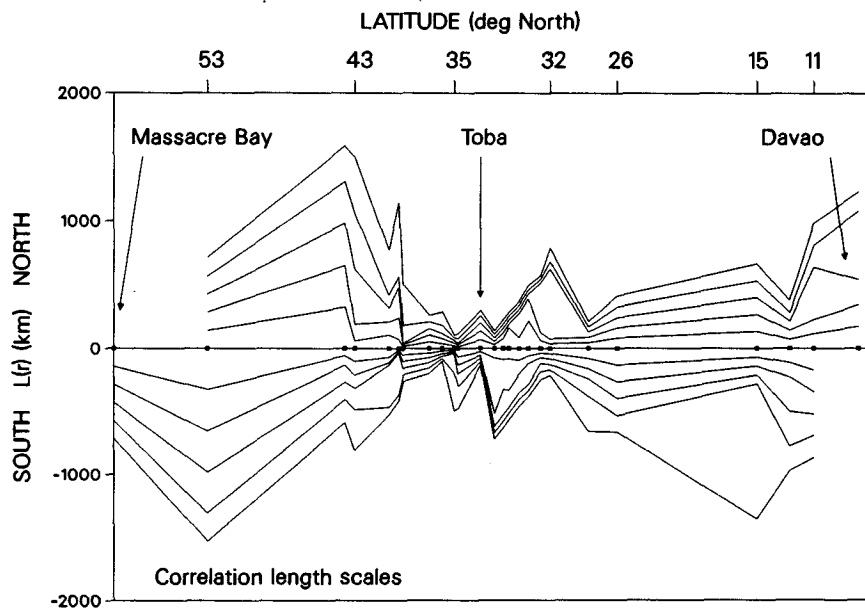 LATITUDE (deg North)
53 43 35 32 26 15 11
2000
Massacre Bay Toba Davao
1000
0
-1000
-2000
SOUTH L(r) (km) NORTH
Correlation length scales